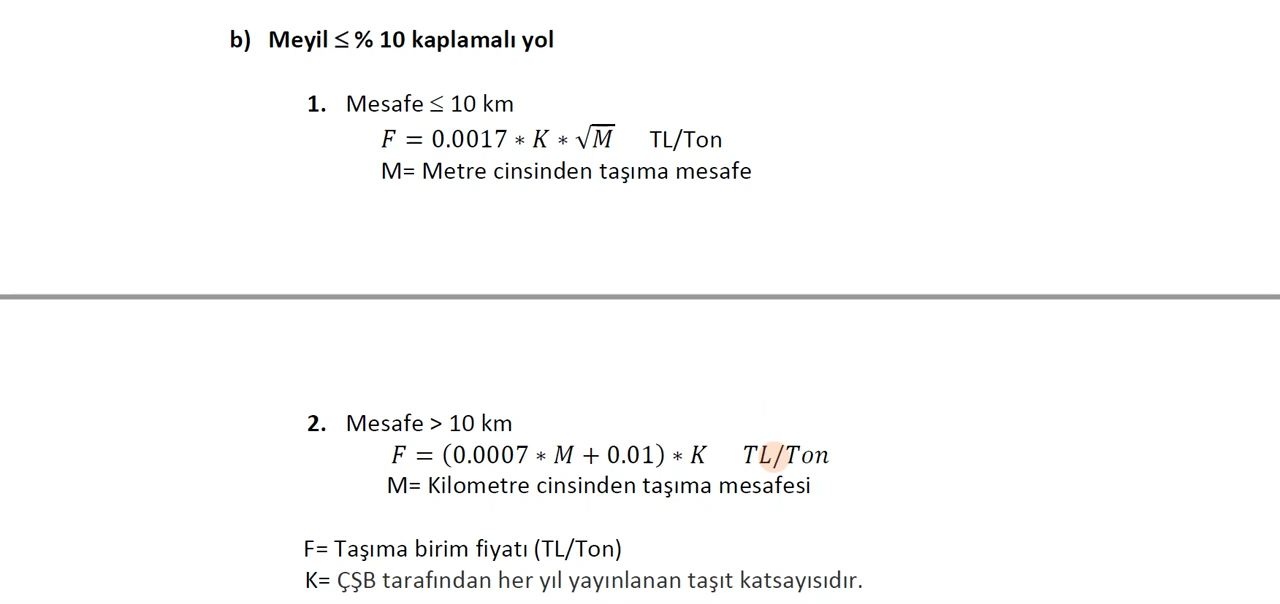 b) Meyil ≤ % 10 kaplamalı yol
1. Mesafe ≤ 10 km
F = 0.0017 ∗ K ∗ √M TL/Ton
M= Metre cinsinden taşıma mesafe
2. Mesafe > 10 km
F = (0.0007 ∗ M + 0.01) ∗ K TL/Ton
M= Kilometre cinsinden taşıma mesafesi
F= Taşıma birim fiyatı (TL/Ton)
K= ÇŞB tarafından her yıl yayınlanan taşıt katsayısıdır.